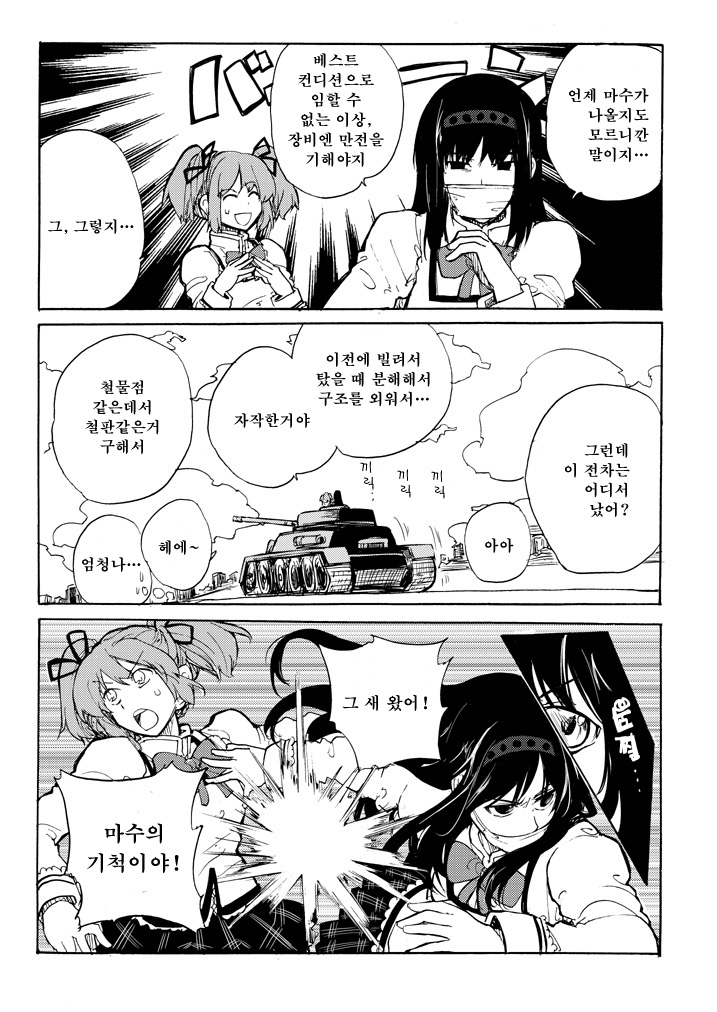 언제 마수가
나올지도
모르니깐
말이지…
베스트
컨디션으로
임할 수
없는 이상,
장비엔 만전을
기해야지
그, 그렇지…
그런데
이 전차는
어디서
났어?
아아
이전에 빌려서
탔을 때 분해해서
구조를 외워서…
자작한거야
철물점
같은데서
철판같은거
구해서
끼릭…
끼릭
끼릭
헤에~
엄청나…
그 새 왔어!
마수의
기척이야!